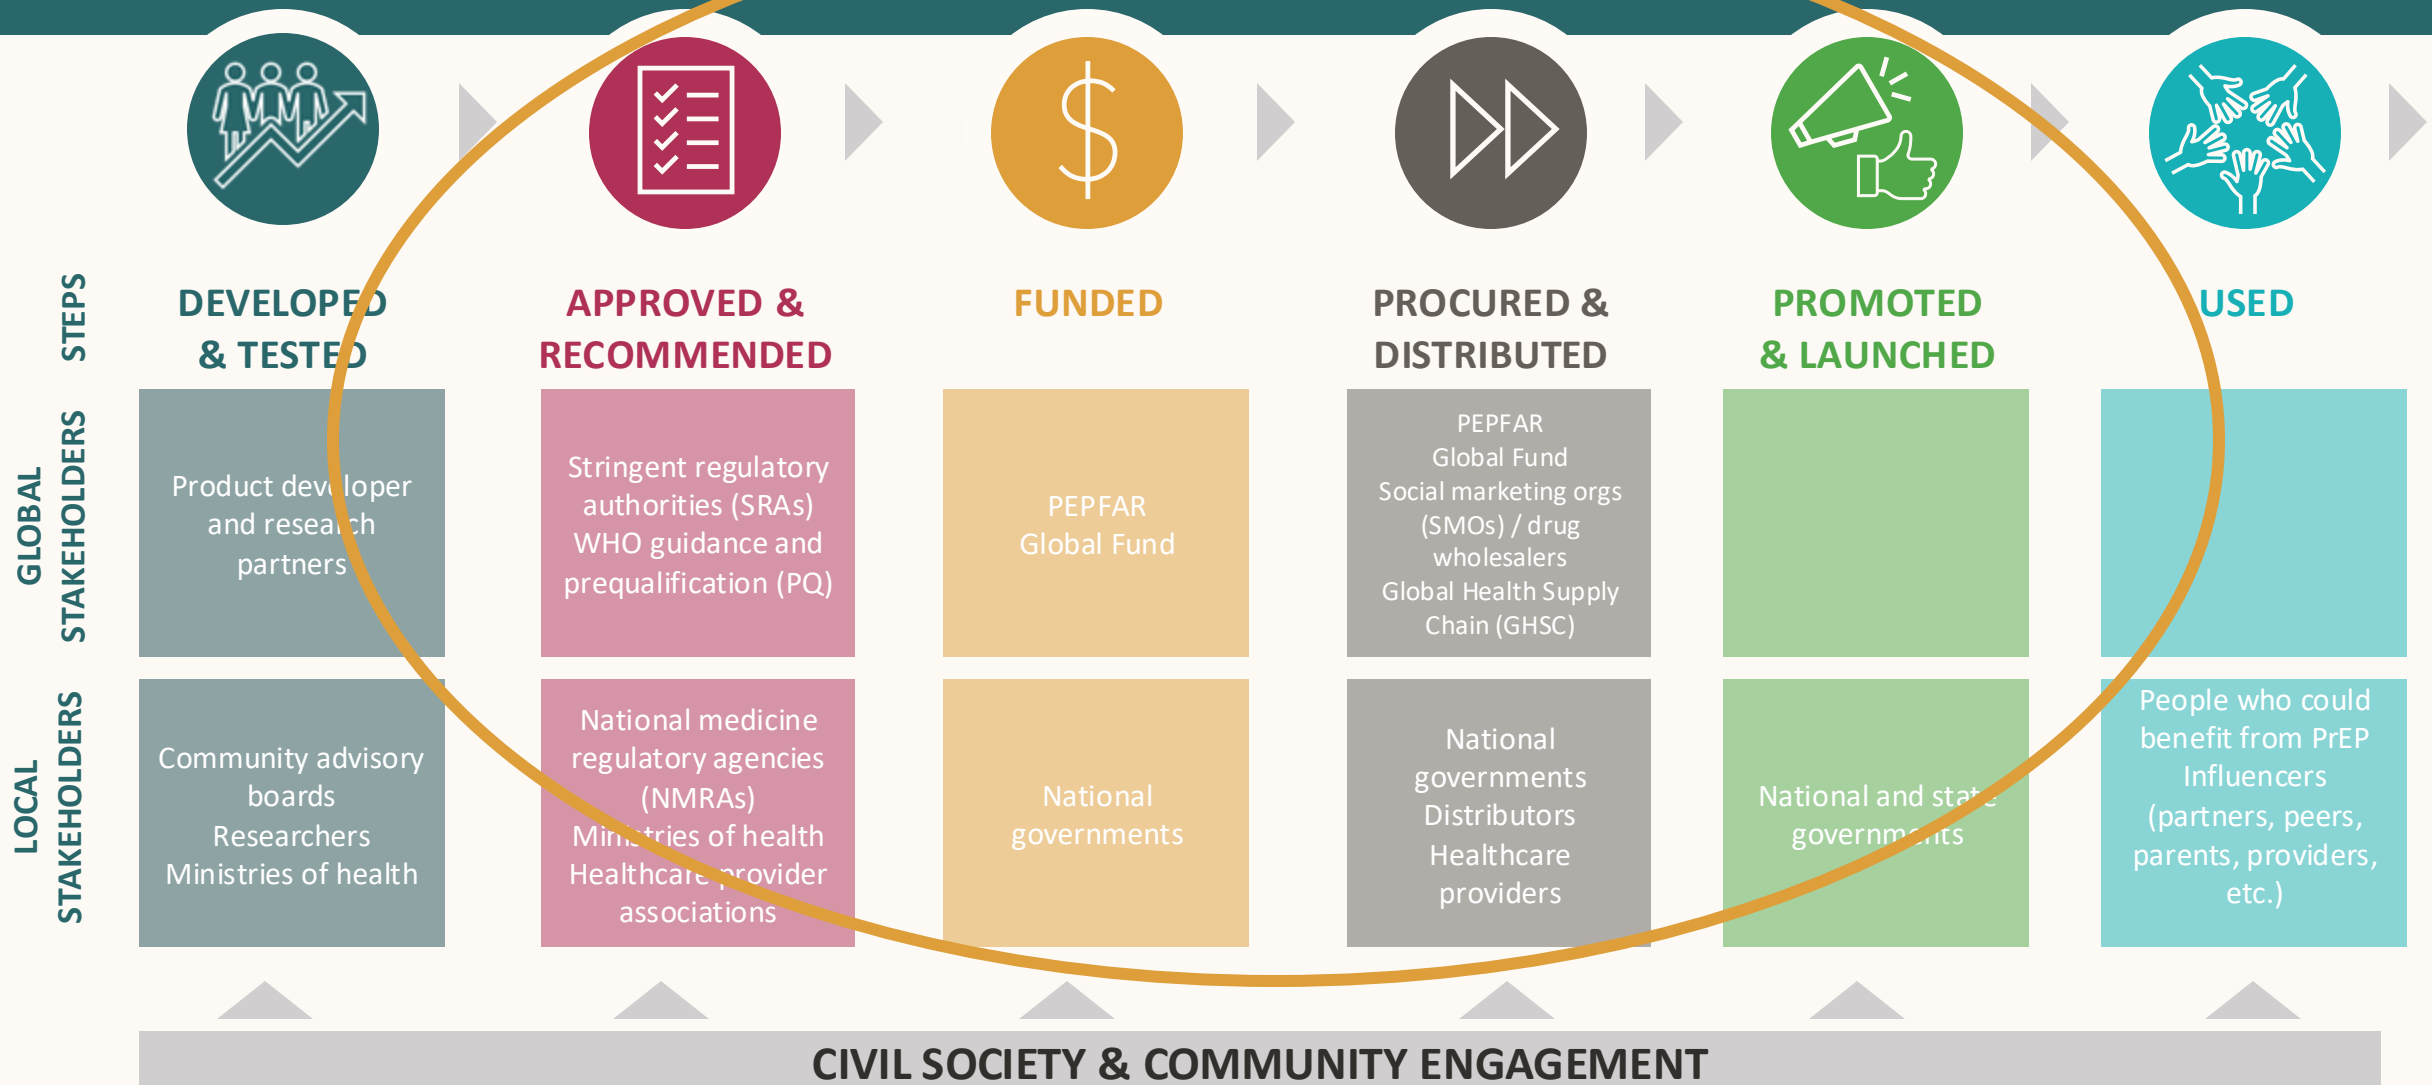 STEPS
DEVELOPED
& TESTED
APPROVED &
RECOMMENDED
FUNDED
PROCURED &
DISTRIBUTED
PROMOTED
& LAUNCHED
USED
GLOBAL
STAKEHOLDERS
Product developer
and research
partners
Stringent regulatory
authorities (SRAs)
WHO guidance and
prequalification (PQ)
PEPFAR
Global Fund
PEPFAR
Global Fund
Social marketing orgs
(SMOs) / drug
wholesalers
Global Health Supply
Chain (GHSC)
LOCAL
STAKEHOLDERS
Community advisory
boards
Researchers
Ministries of health
National medicine
regulatory agencies
(NMRAs)
Ministries of health
Healthcare provider
associations
National
governments
National
governments
Distributors
Healthcare
providers
National and state
governments
People who could
benefit from PrEP
Influencers
(partners, peers,
parents, providers,
etc.)
CIVIL SOCIETY & COMMUNITY ENGAGEMENT